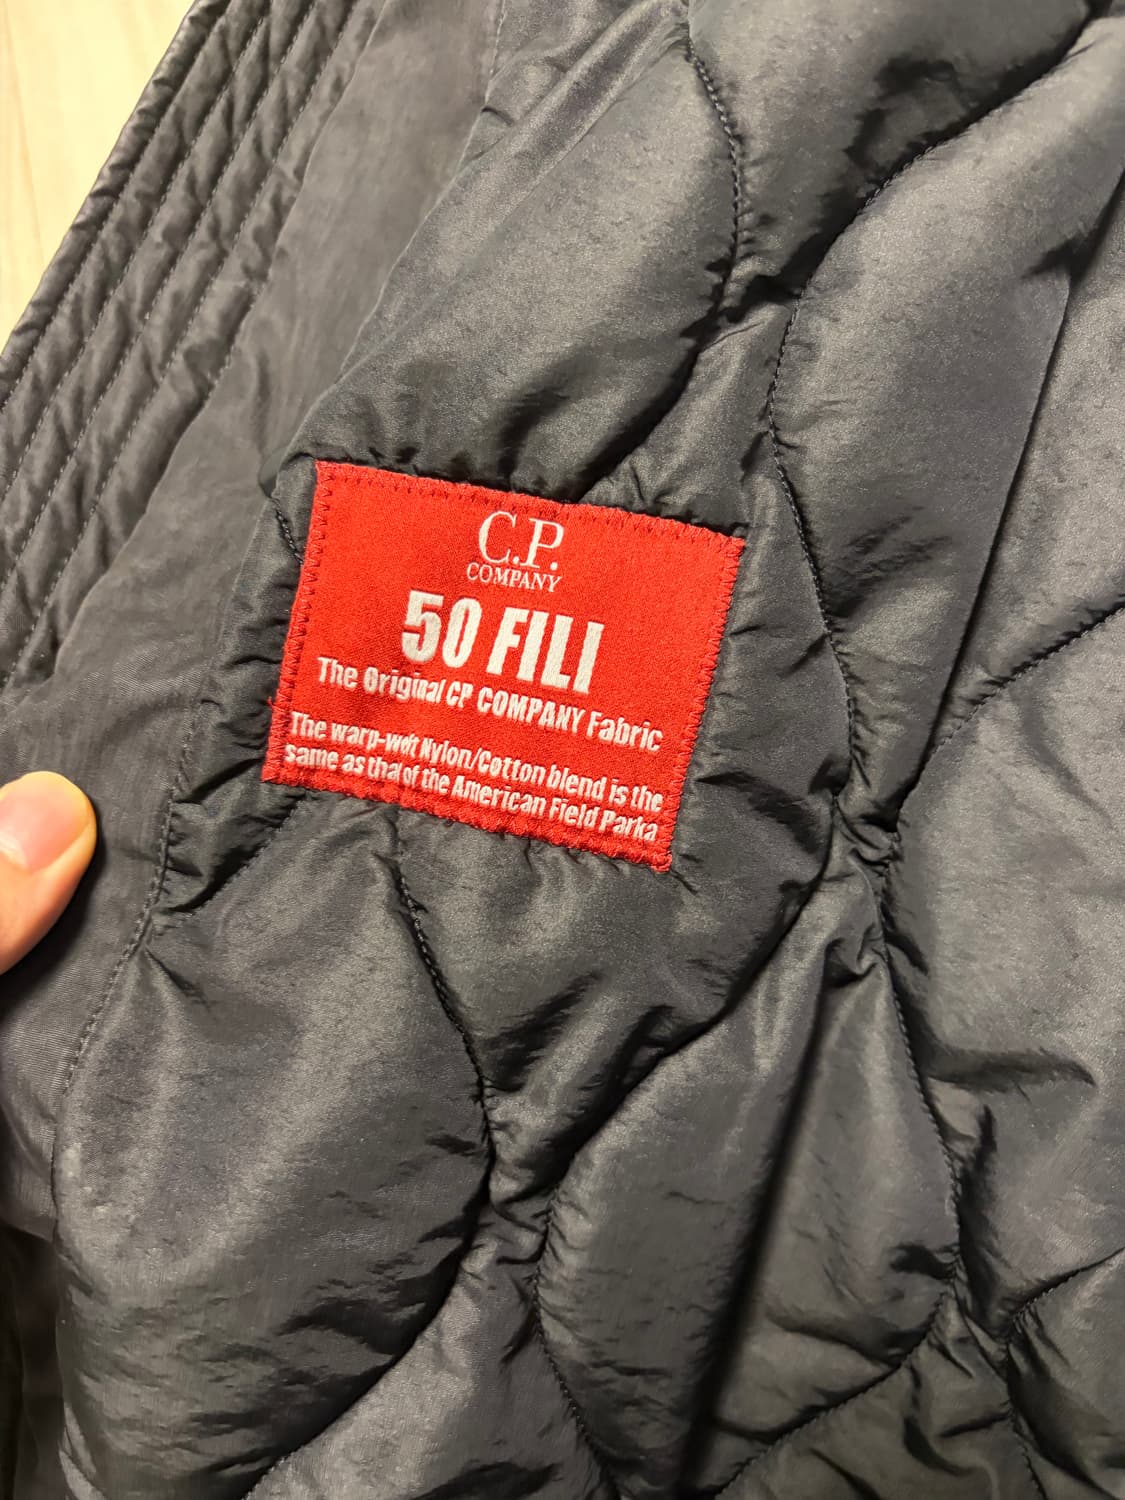 C.P.
COMPANY
50 FILI
The Original CP COMPANY Fabric
The warp-weft Nylon/Cotton blend is the
same as that of the American Field Parka